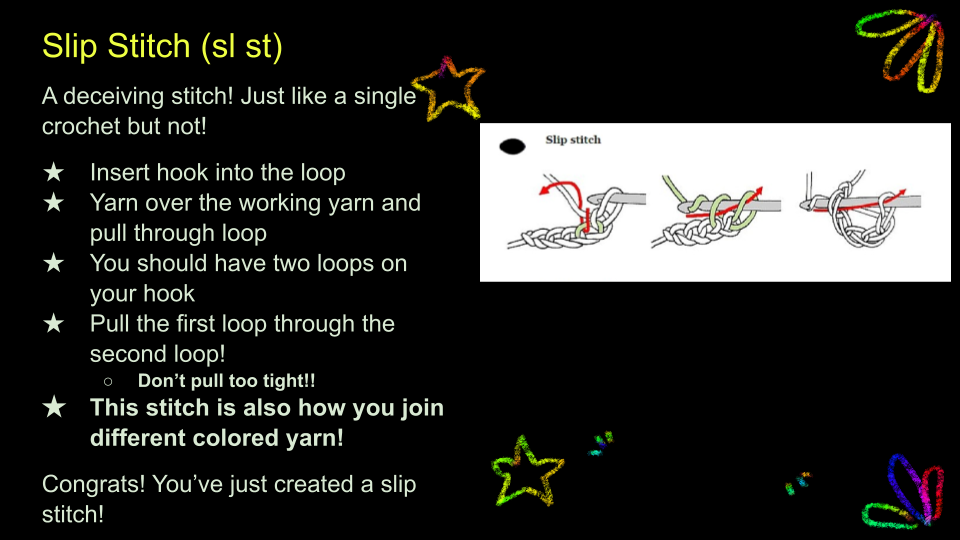 Slip Stitch (sl st)
A deceiving stitch! Just like a single
crochet but not!
★ Insert hook into the loop
★ Yarn over the working yarn and
pull through loop
★ You should have two loops on
your hook
★ Pull the first loop through the
second loop!
○ Don’t pull too tight!!
★ This stitch is also how you join
different colored yarn!
Congrats! You’ve just created a slip
stitch!
Slip stitch